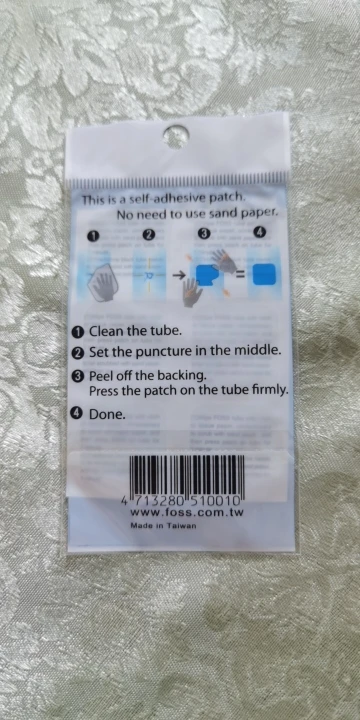 This is a self-adhesive patch.
No need to use sand paper.
1 2 3 4
=
1 Clean the tube.
2 Set the puncture in the middle.
3 Peel off the backing.
Press the patch on the tube firmly.
4 Done.
4 713280 510010
www.foss.com.tw
Made in Taiwan